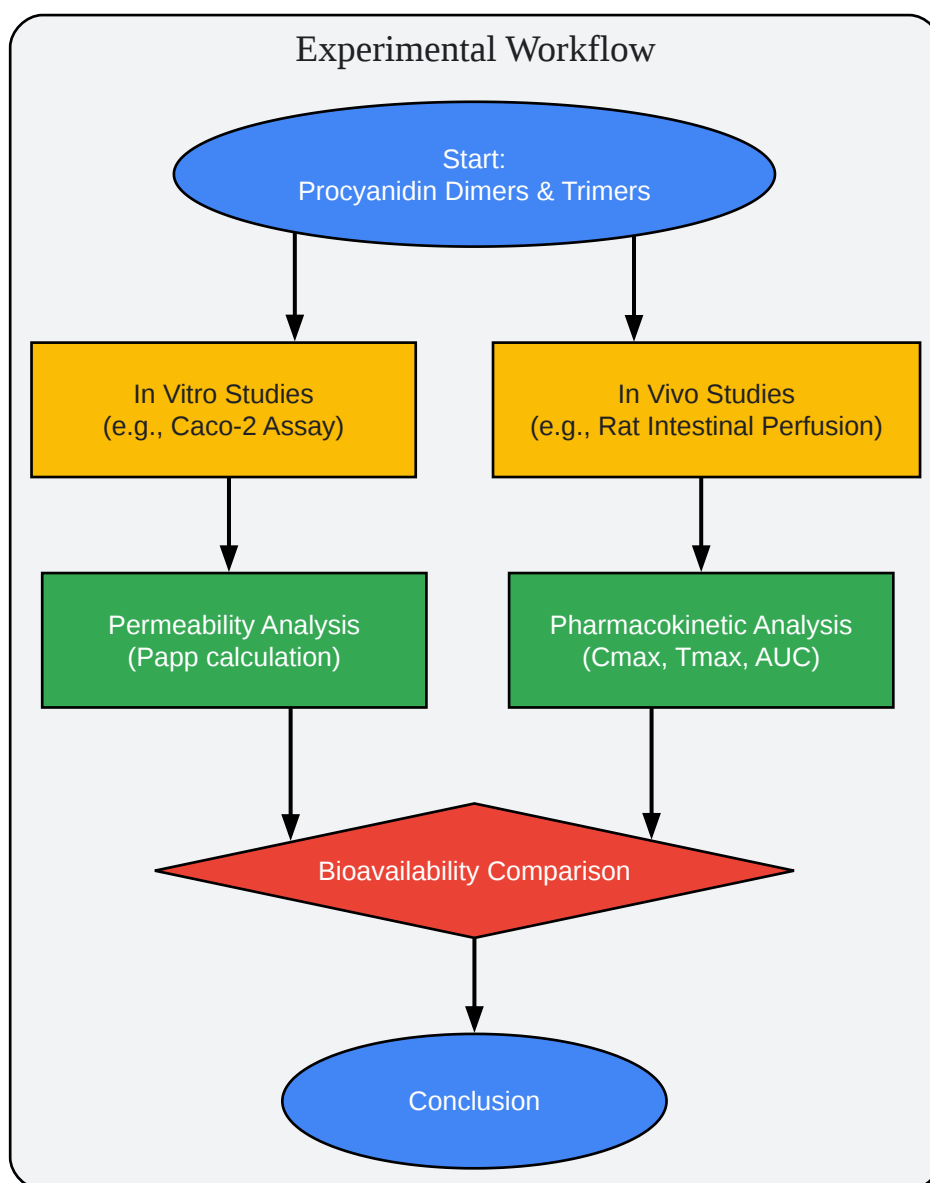 Experimental Workflow
Start:
Procyanidin Dimers & Trimers
In Vitro Studies
(e.g., Caco-2 Assay)
In Vivo Studies
(e.g., Rat Intestinal Perfusion)
Permeability Analysis
(Papp calculation)
Pharmacokinetic Analysis
(Cmax, Tmax, AUC)
Bioavailability Comparison
Conclusion